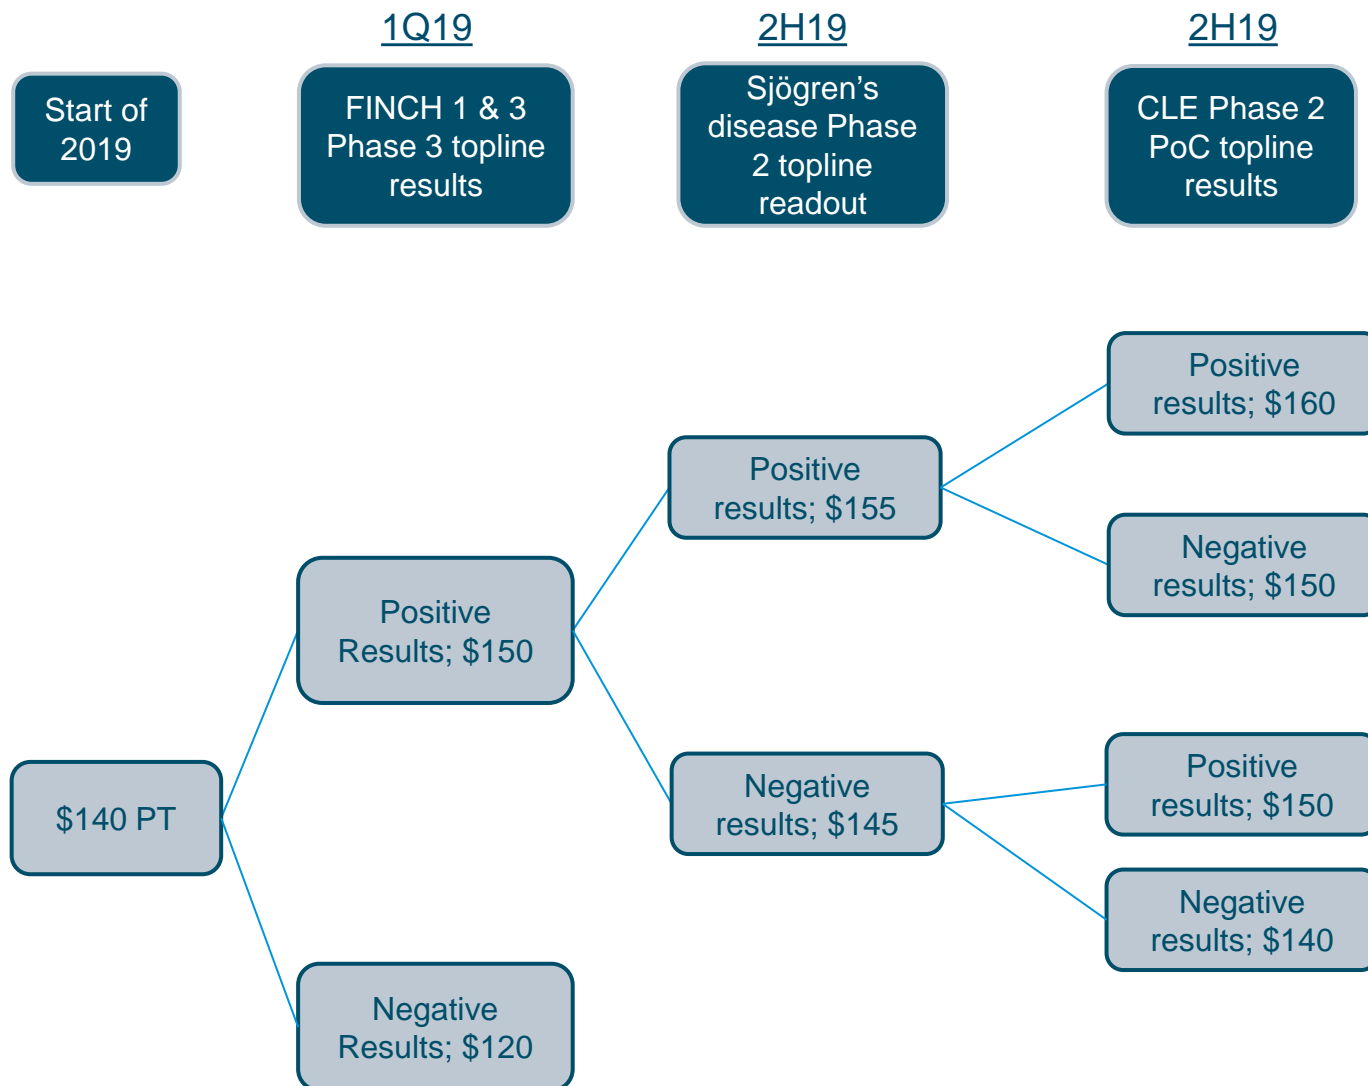 1Q19
2H19
2H19
Start of
2019
FINCH 1 & 3
Phase 3 topline
results
Sjögren's
disease Phase
2 topline
readout
CLE Phase 2
PoC topline
results
$140 PT
Positive
Results; $150
Negative
Results; $120
Positive
results; $155
Negative
results; $145
Positive
results; $160
Negative
results; $150
Positive
results; $150
Negative
results; $140